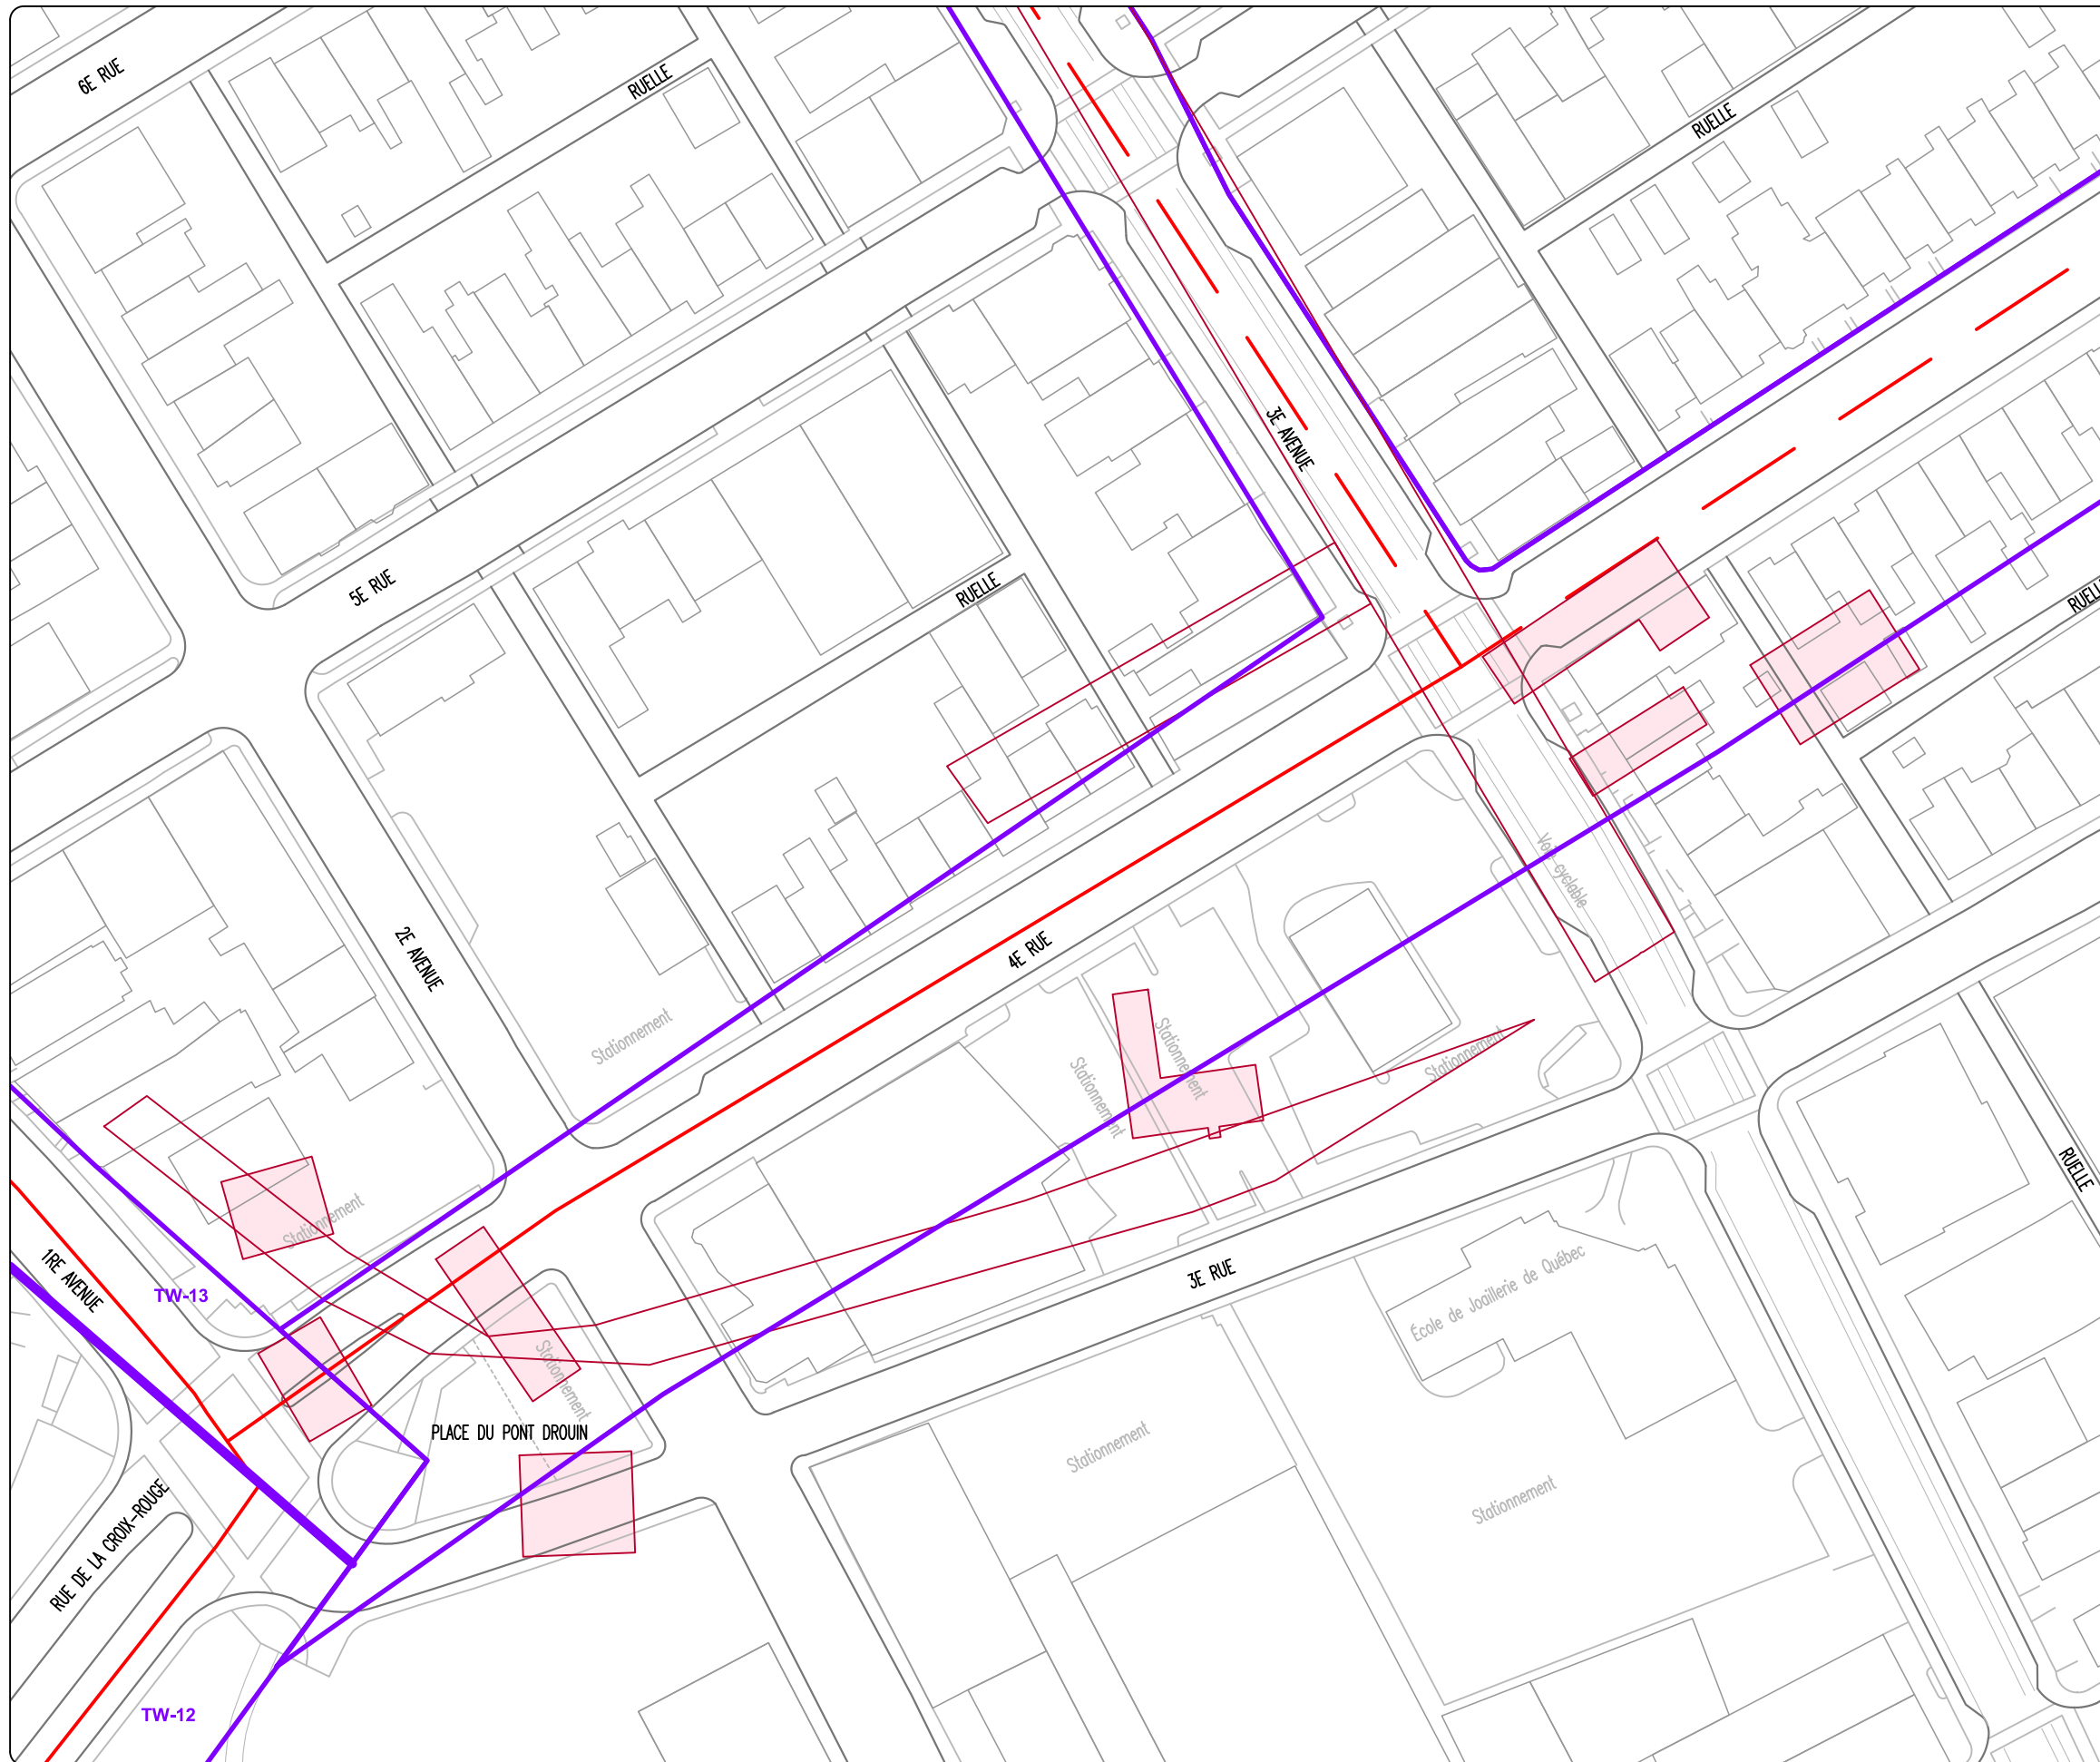 6E RUE
RUELLE
RUELLE
3E AVENUE
5E RUE
RUELLE
RUELL
Voie cyclable
2E AVENUE
4E RUE
Stationnement
Stationnement
Stationnement
Stationnement
RUELLE
Stationnement
1RE AVENUE
TW-13
3E RUE
École de Joaillerie de Québec
Stationnement
PLACE DU PONT DROUIN
Stationnement
Stationnement
RUE DE LA CROIX-ROUGE
TW-12